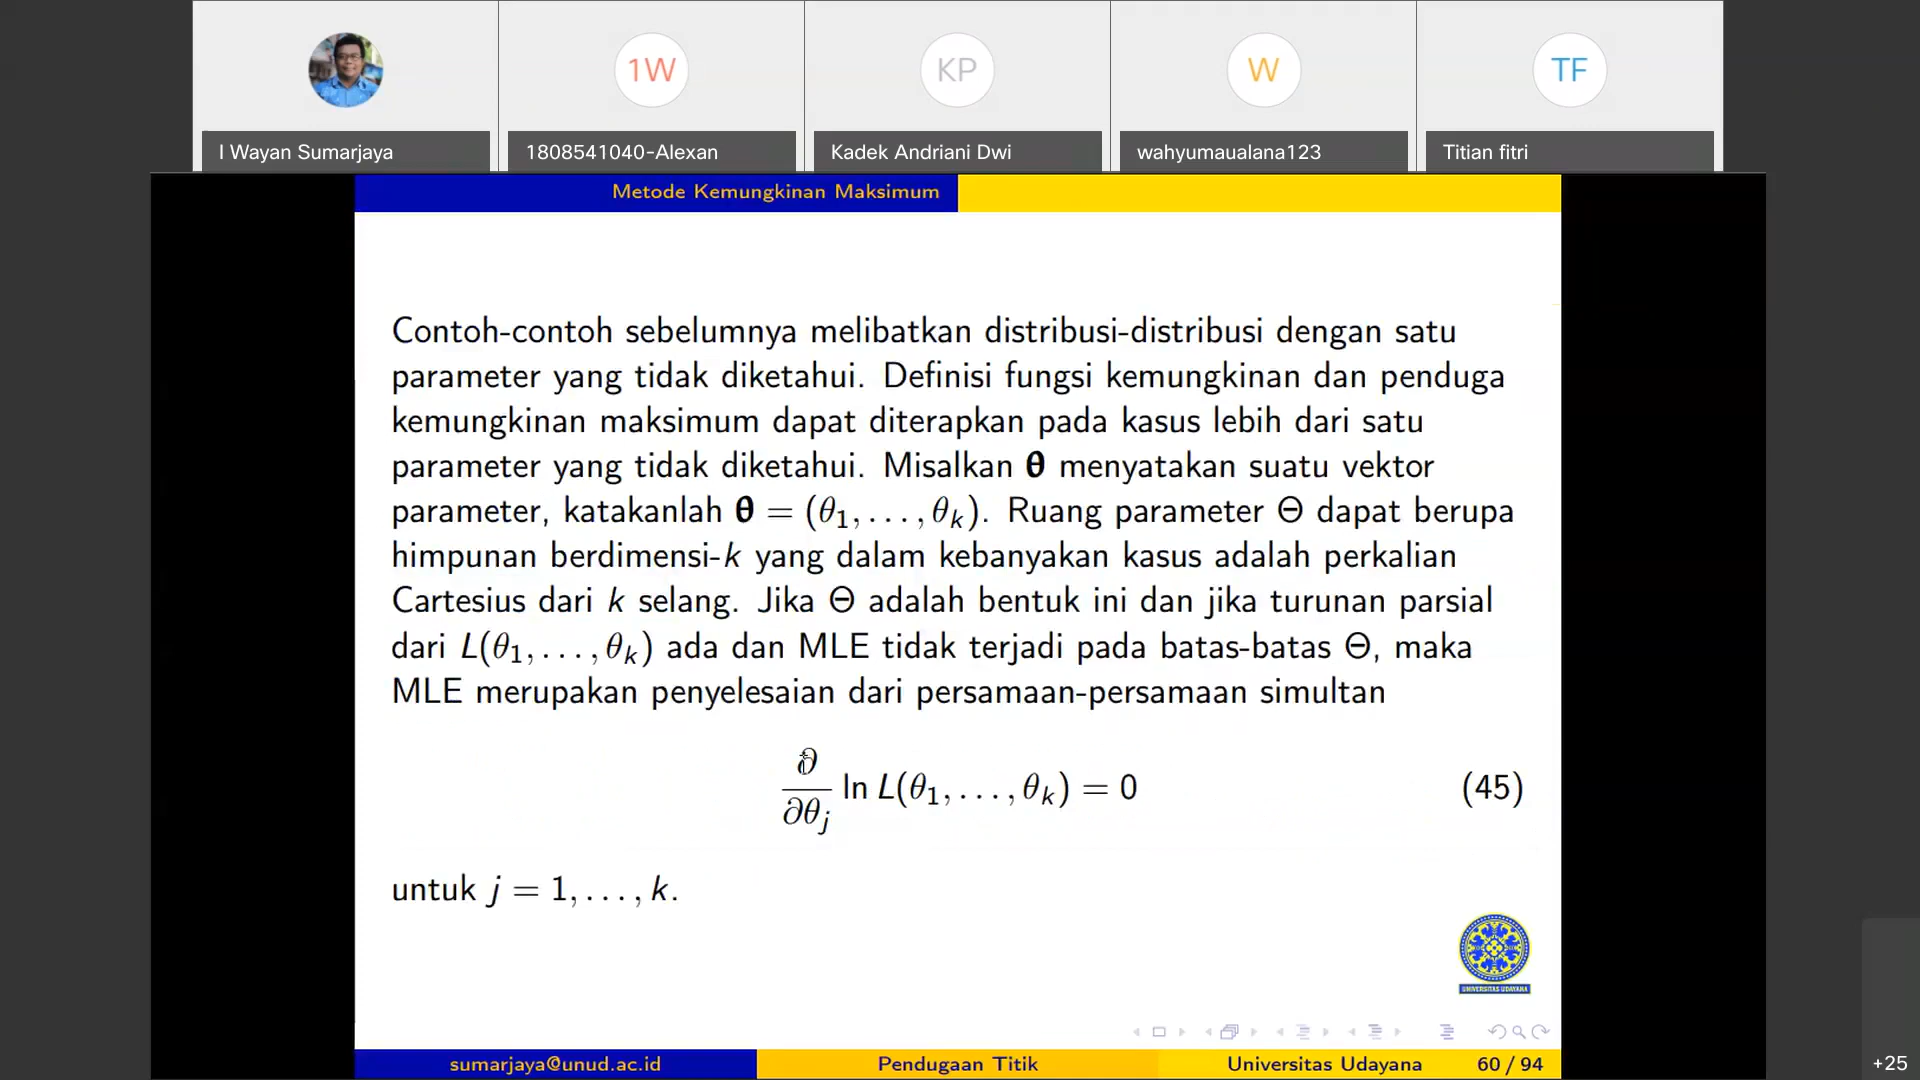 1W
KP
W
TF
I Wayan Sumarjaya
1808541040-Alexan
Kadek Andriani Dwi
wahyumaualana123
Titian fitri
Metode Kemungkinan Maksimum
Contoh-contoh sebelumnya melibatkan distribusi-distribusi dengan satu
parameter yang tidak diketahui. Definisi fungsi kemungkinan dan penduga
kemungkinan maksimum dapat diterapkan pada kasus lebih dari satu
parameter yang tidak diketahui. Misalkan θ menyatakan suatu vektor
parameter, katakanlah θ = (θ₁, . . . , θₖ). Ruang parameter Θ dapat berupa
himpunan berdimensi-k yang dalam kebanyakan kasus adalah perkalian
Cartesius dari k selang. Jika Θ adalah bentuk ini dan jika turunan parsial
dari L(θ₁, . . . , θₖ) ada dan MLE tidak terjadi pada batas-batas Θ, maka
MLE merupakan penyelesaian dari persamaan-persamaan simultan
∂/∂θⱼ ln L(θ₁, . . . , θₖ) = 0 (45)
untuk j = 1, . . . , k.
UNIVERSITAS UDAYANA
sumarjaya@unud.ac.id
Pendugaan Titik
Universitas Udayana
60 / 94
+25